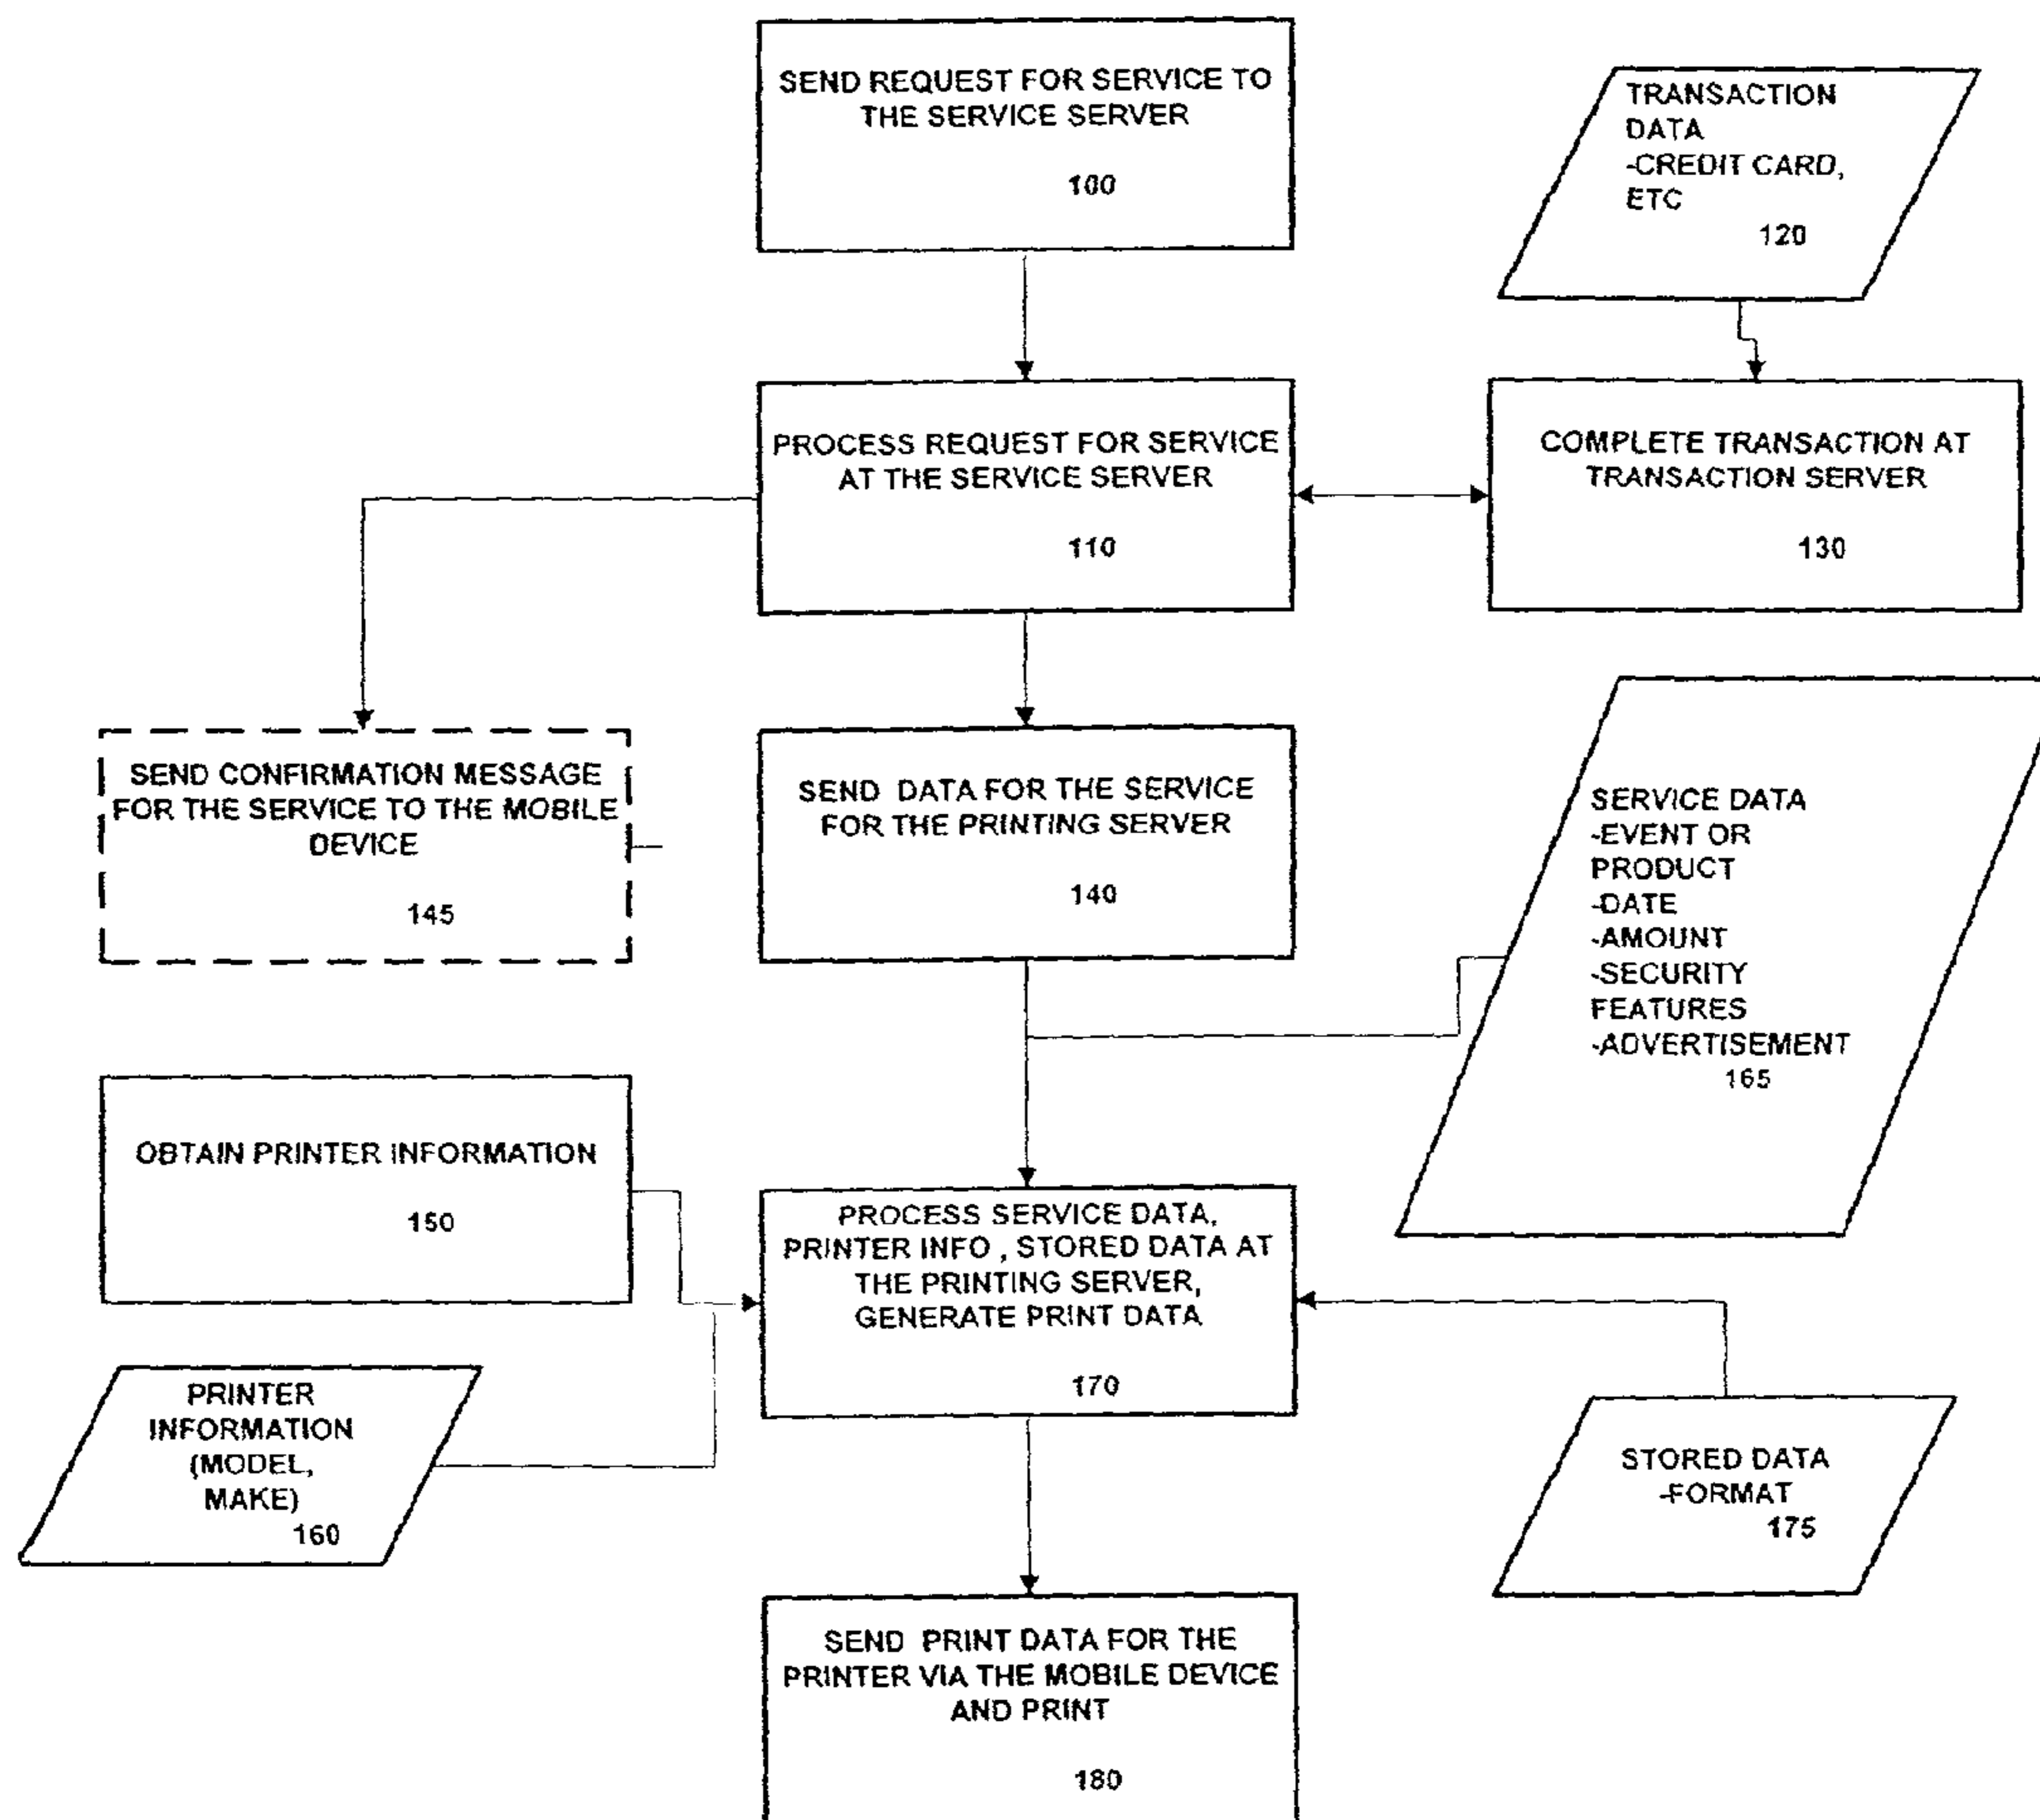 SEND REQUEST FOR SERVICE TO
THE SERVICE SERVER
100
TRANSACTION
DATA
-CREDIT CARD,
ETC
120
PROCESS REQUEST FOR SERVICE
AT THE SERVICE SERVER
110
COMPLETE TRANSACTION AT
TRANSACTION SERVER
130
SEND CONFIRMATION MESSAGE
FOR THE SERVICE TO THE MOBILE
DEVICE
145
SEND DATA FOR THE SERVICE
FOR THE PRINTING SERVER
140
SERVICE DATA
-EVENT OR
PRODUCT
-DATE
-AMOUNT
-SECURITY
FEATURES
-ADVERTISEMENT
165
OBTAIN PRINTER INFORMATION
150
PROCESS SERVICE DATA,
PRINTER INFO , STORED DATA AT
THE PRINTING SERVER,
GENERATE PRINT DATA
170
PRINTER
INFORMATION
(MODEL,
MAKE)
160
STORED DATA
-FORMAT
175
SEND PRINT DATA FOR THE
PRINTER VIA THE MOBILE DEVICE
AND PRINT
180